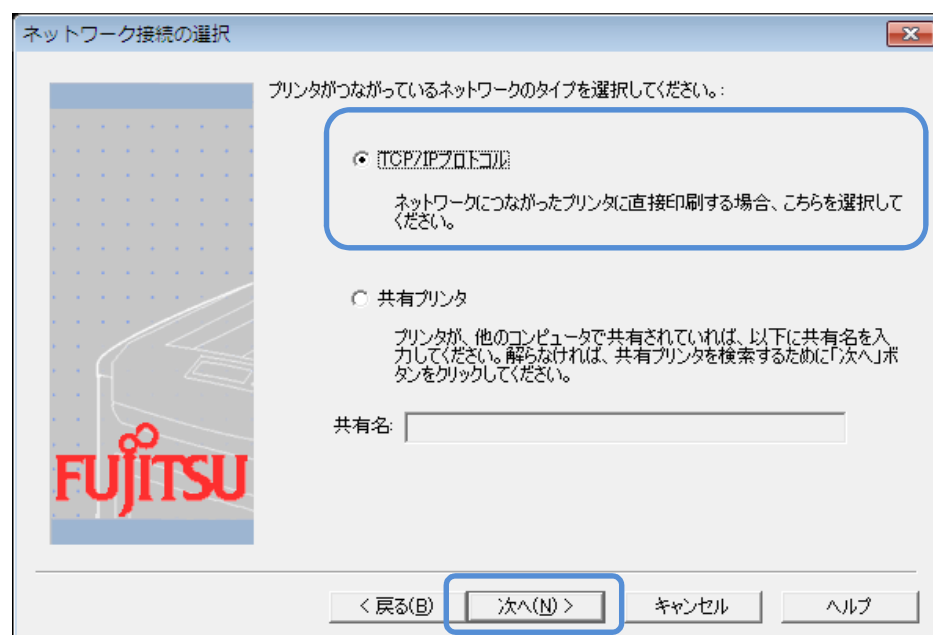 ネットワーク接続の選択
プリンタがつながっているネットワークのタイプを選択してください。:
TCP/IPプロトコル
ネットワークにつながったプリンタに直接印刷する場合、こちらを選択して
ください。
共有プリンタ
プリンタが、他のコンピュータで共有されていれば、以下に共有名を入
力してください。解らなければ、共有プリンタを検索するために「次へ」ボ
タンをクリックしてください。
共有名:
FUJITSU
< 戻る(B)
次へ(N) >
キャンセル
ヘルプ